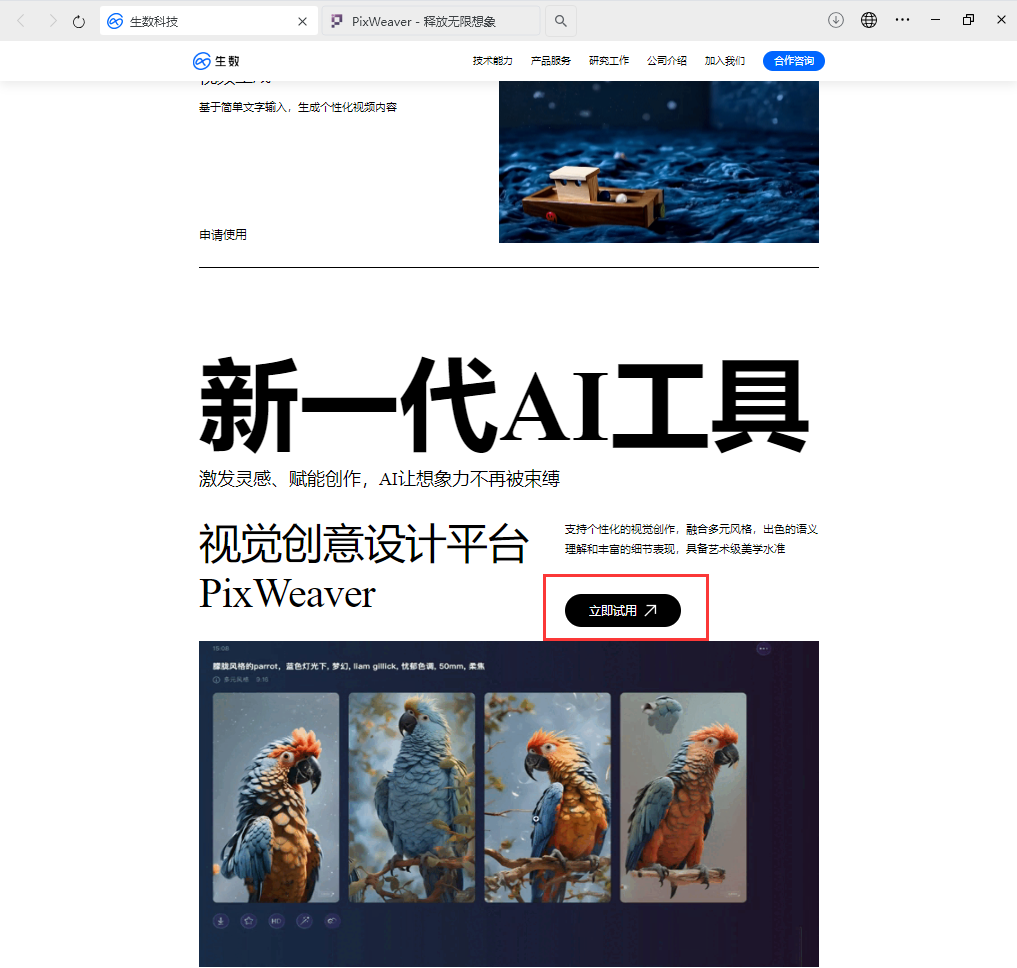 生数科技
PixWeaver - 释放无限想象
生数
技术能力 产品服务 研究工作 公司介绍 加入我们 合作咨询
基于简单文字输入，生成个性化视频内容
申请使用
新一代AI工具
激发灵感、赋能创作，AI让想象力不再被束缚
视觉创意设计平台
PixWeaver
支持个性化的视觉创作，融合多元风格，出色的语义
理解和丰富的细节表现，具备艺术级美学水准
立即试用
15:08
朦胧风格的parrot，蓝色灯光下, 梦幻, liam gillick, 忧郁色调, 50mm, 柔焦
多元风格 9:16
HD